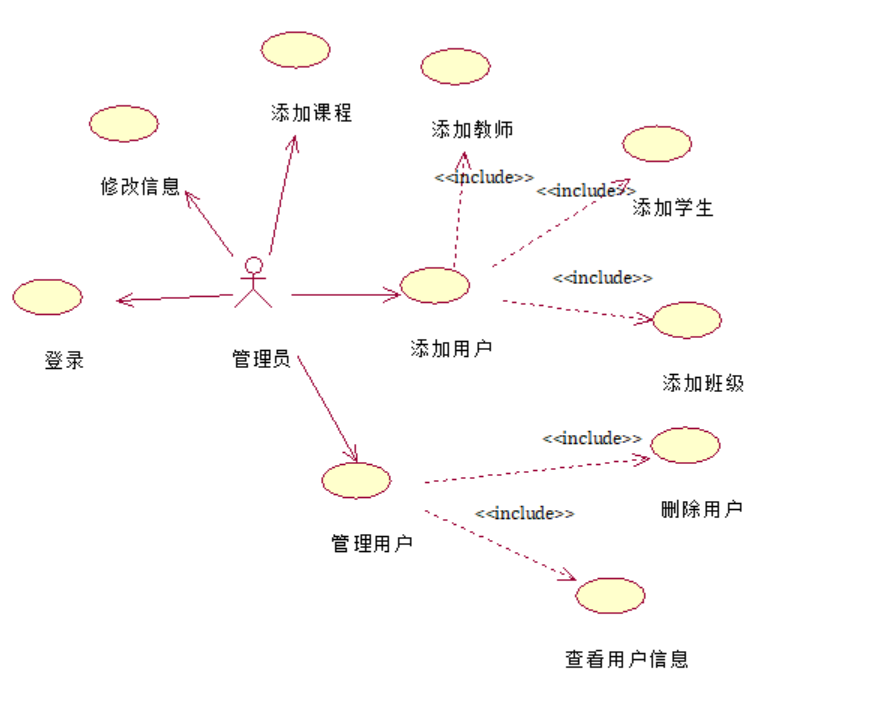 添加课程
添加教师
<<include>>
修改信息
<<include>>
添加学生
<<include>>
添加用户
登录
管理员
添加班级
<<include>>
删除用户
<<include>>
管理用户
查看用户信息